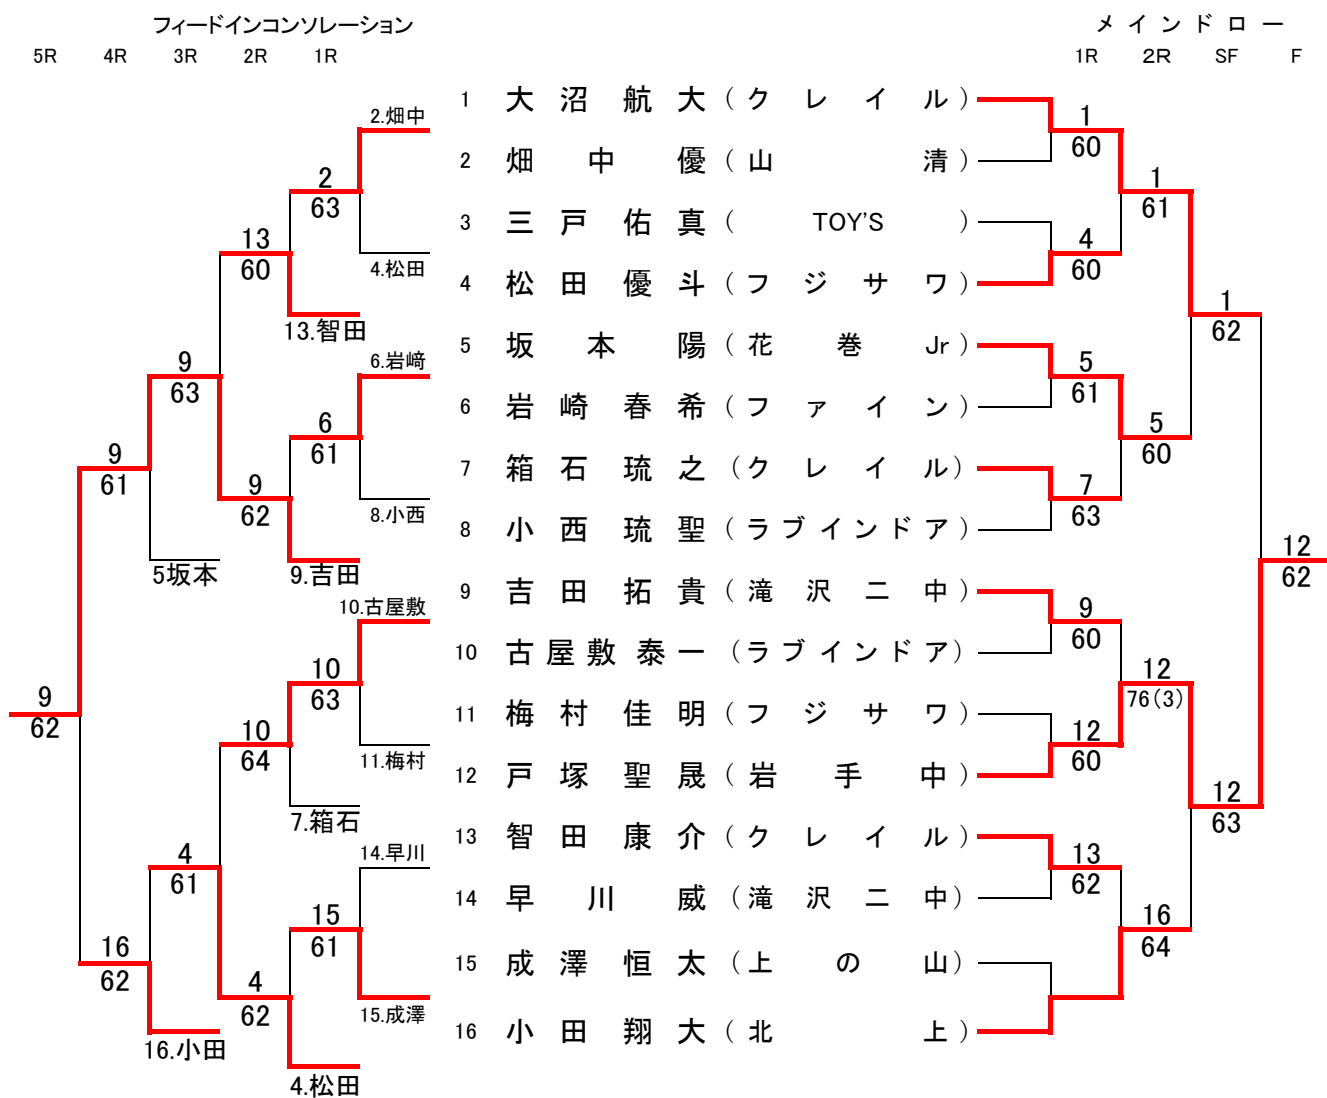 フィードインコンソレーション メインドロー
5R 4R 3R 2R 1R 1R 2R SF F
1 大沼航大(クレイル)
2.畑中 1
60
2 畑中優(山清)
2 1
63 61
3 三戸佑真(TOY'S)
13 4
60 4.松田 60
4 松田優斗(フジサワ)
1
13.智田 62
5 坂本陽(花巻Jr)
9 6.岩﨑 5
63 61
6 岩崎春希(ファイン)
6 5
61 60
9 7 箱石琉之(クレイル)
61
9 7
62 8.小西 63
8 小西琉聖(ラブインドア)
12
5坂本 9.吉田 62
9 吉田拓貴(滝沢二中)
10.古屋敷 9
60
10 古屋敷泰一(ラブインドア)
10 12
63 76(3)
9 11 梅村佳明(フジサワ)
62
10 12
64 11.梅村 60
12 戸塚聖晟(岩手中)
12
7.箱石 63
13 智田康介(クレイル)
4 14.早川 13
61 62
14 早川威(滝沢二中)
15 16
61 64
16 15 成澤恒太(上の山)
62
4
62 15.成澤
16 小田翔大(北上)
16.小田
4.松田